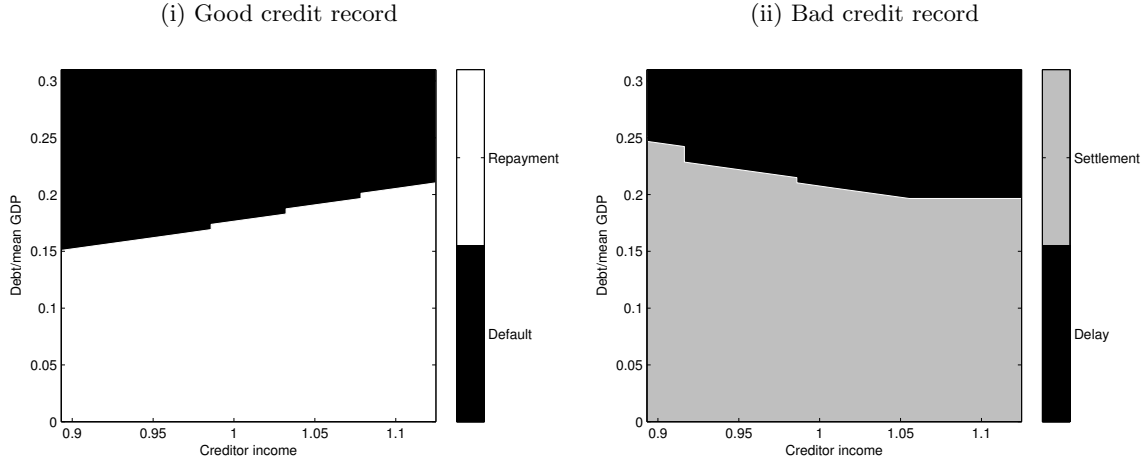 (i) Good credit record
0.3
0.25
0.2
0.15
0.1
0.05
0
Debt/mean GDP
0.9 0.95 1 1.05 1.1
Creditor income
Repayment
Default
(ii) Bad credit record
0.3
0.25
0.2
0.15
0.1
0.05
0
Debt/mean GDP
0.9 0.95 1 1.05 1.1
Creditor income
Settlement
Delay